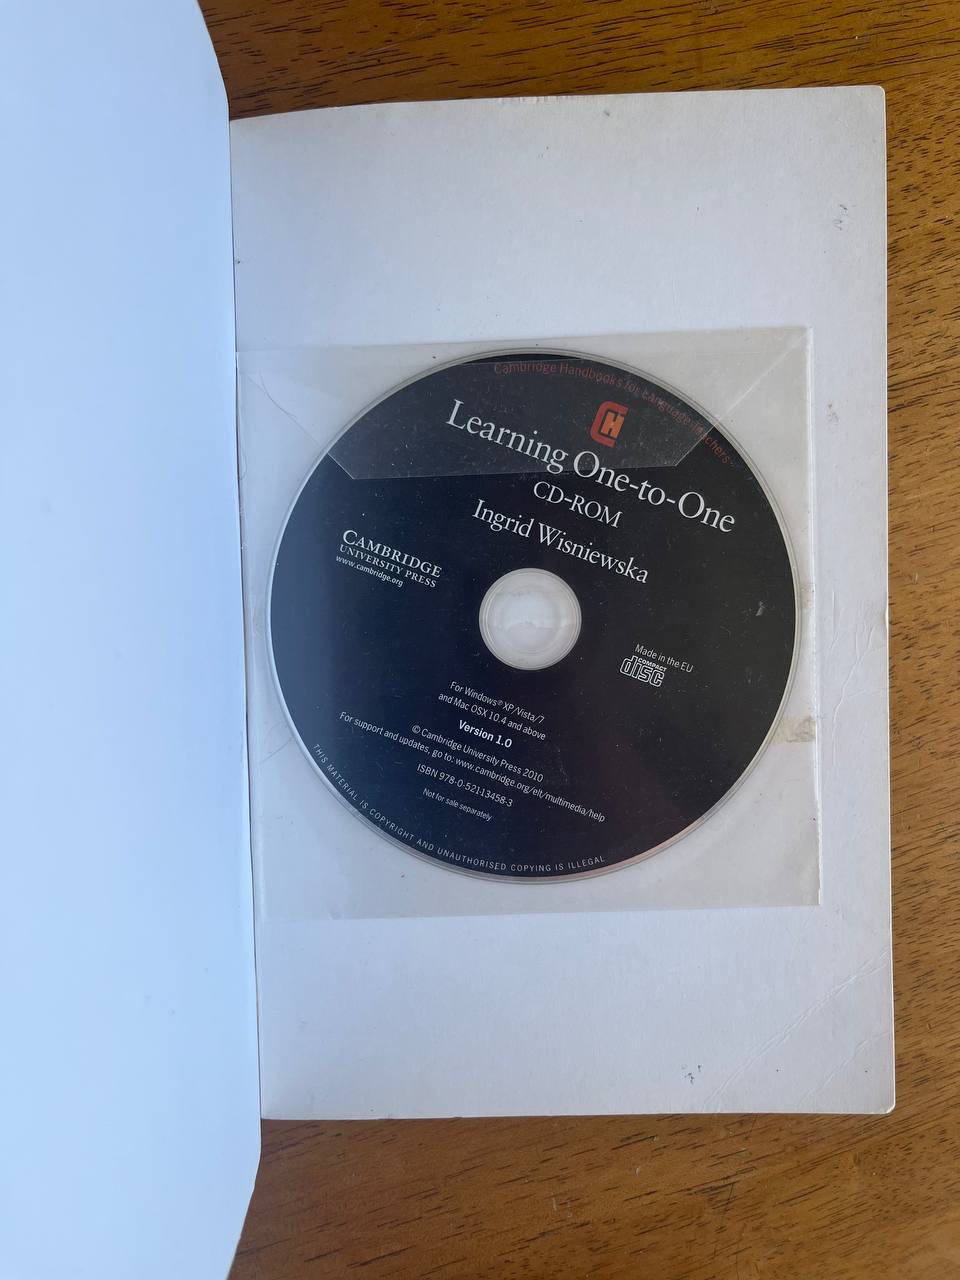 Cambridge Handbooks for Language Teachers
CH
Learning One-to-One
CD-ROM
Ingrid Wisniewska
CAMBRIDGE
UNIVERSITY PRESS
www.cambridge.org
Made in the EU
COMPACT
disc
For Windows® XP/Vista/7
and Mac OSX 10.4 and above
Version 1.0
© Cambridge University Press 2010
For support and updates, go to: www.cambridge.org/elt/multimedia/help
ISBN 978-0-521-13458-3
Not for sale separately
THIS MATERIAL IS COPYRIGHT AND UNAUTHORISED COPYING IS ILLEGAL